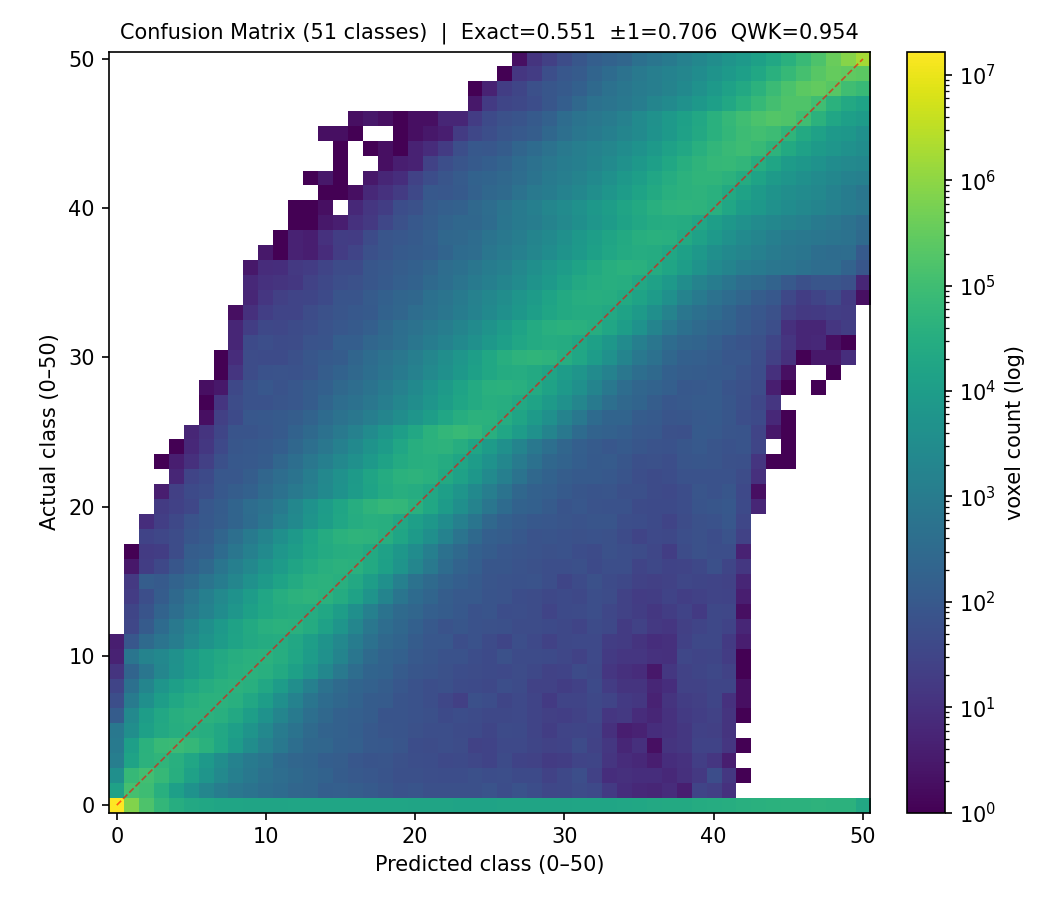 Confusion Matrix (51 classes)  |  Exact=0.551  ±1=0.706  QWK=0.954
50
40
30
20
10
0
Actual class (0–50)
0 10 20 30 40 50
Predicted class (0–50)
10⁷
10⁶
10⁵
10⁴
10³
10²
10¹
10⁰
voxel count (log)